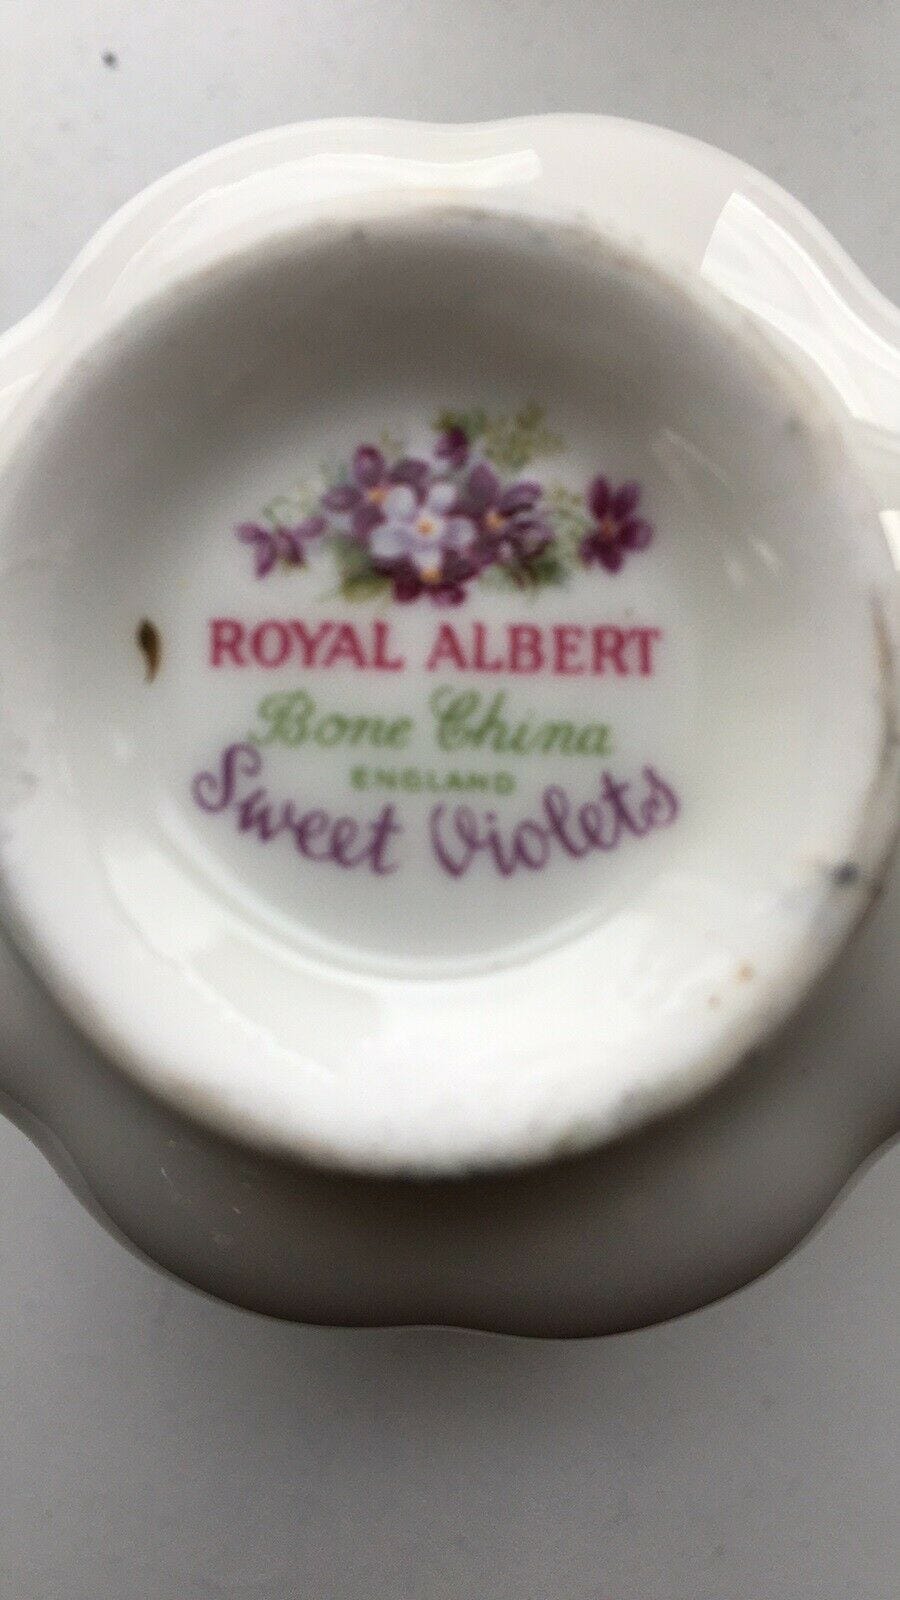 ROYAL ALBERT
Bone China
ENGLAND
Sweet Violets